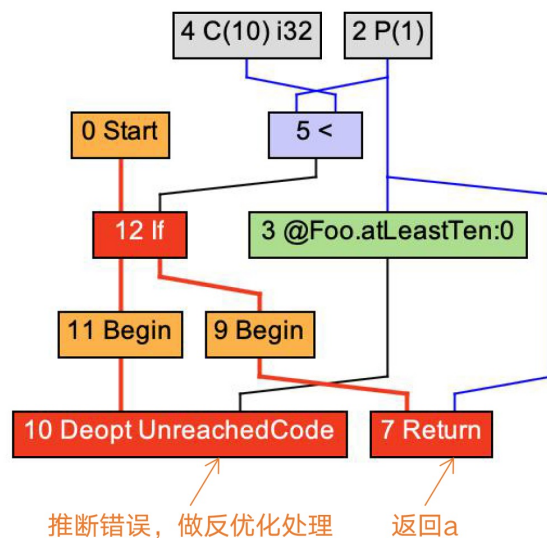 4 C(10) i32
2 P(1)
0 Start
5 <
12 If
3 @Foo.atLeastTen:0
11 Begin
9 Begin
10 Deopt UnreachedCode
7 Return
推断错误，做反优化处理
返回a